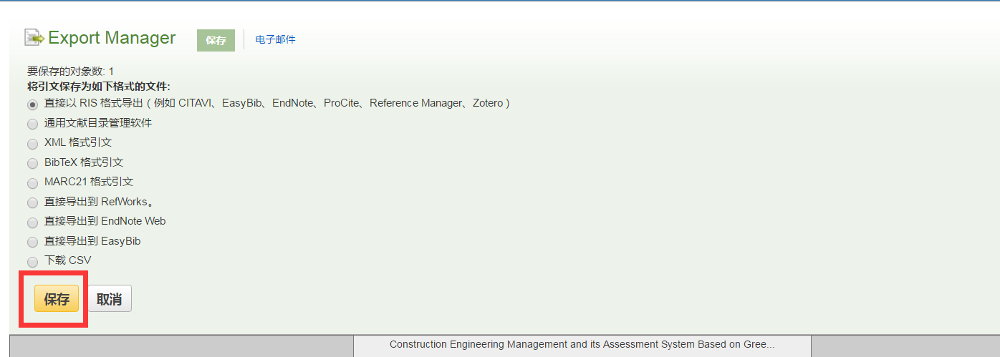 Export Manager 保存 电子邮件
要保存的对象数: 1
将引文保存为如下格式的文件:
直接以 RIS 格式导出 ( 例如 CITAVI、EasyBib、EndNote、ProCite、Reference Manager、Zotero )
通用文献目录管理软件
XML 格式引文
BibTeX 格式引文
MARC21 格式引文
直接导出到 RefWorks。
直接导出到 EndNote Web
直接导出到 EasyBib
下载 CSV
保存 取消
Construction Engineering Management and its Assessment System Based on Gree...